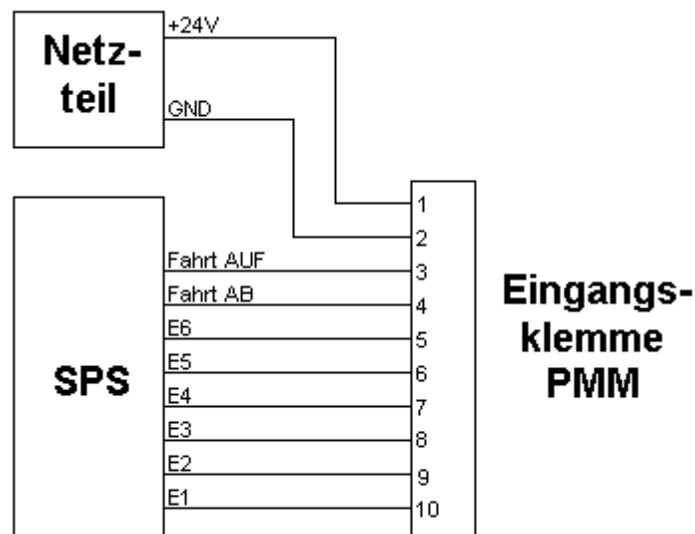 Netz-
teil
+24V
GND
SPS
Fahrt AUF
Fahrt AB
E6
E5
E4
E3
E2
E1
1
2
3
4
5
6
7
8
9
10
Eingangs-
klemme
PMM